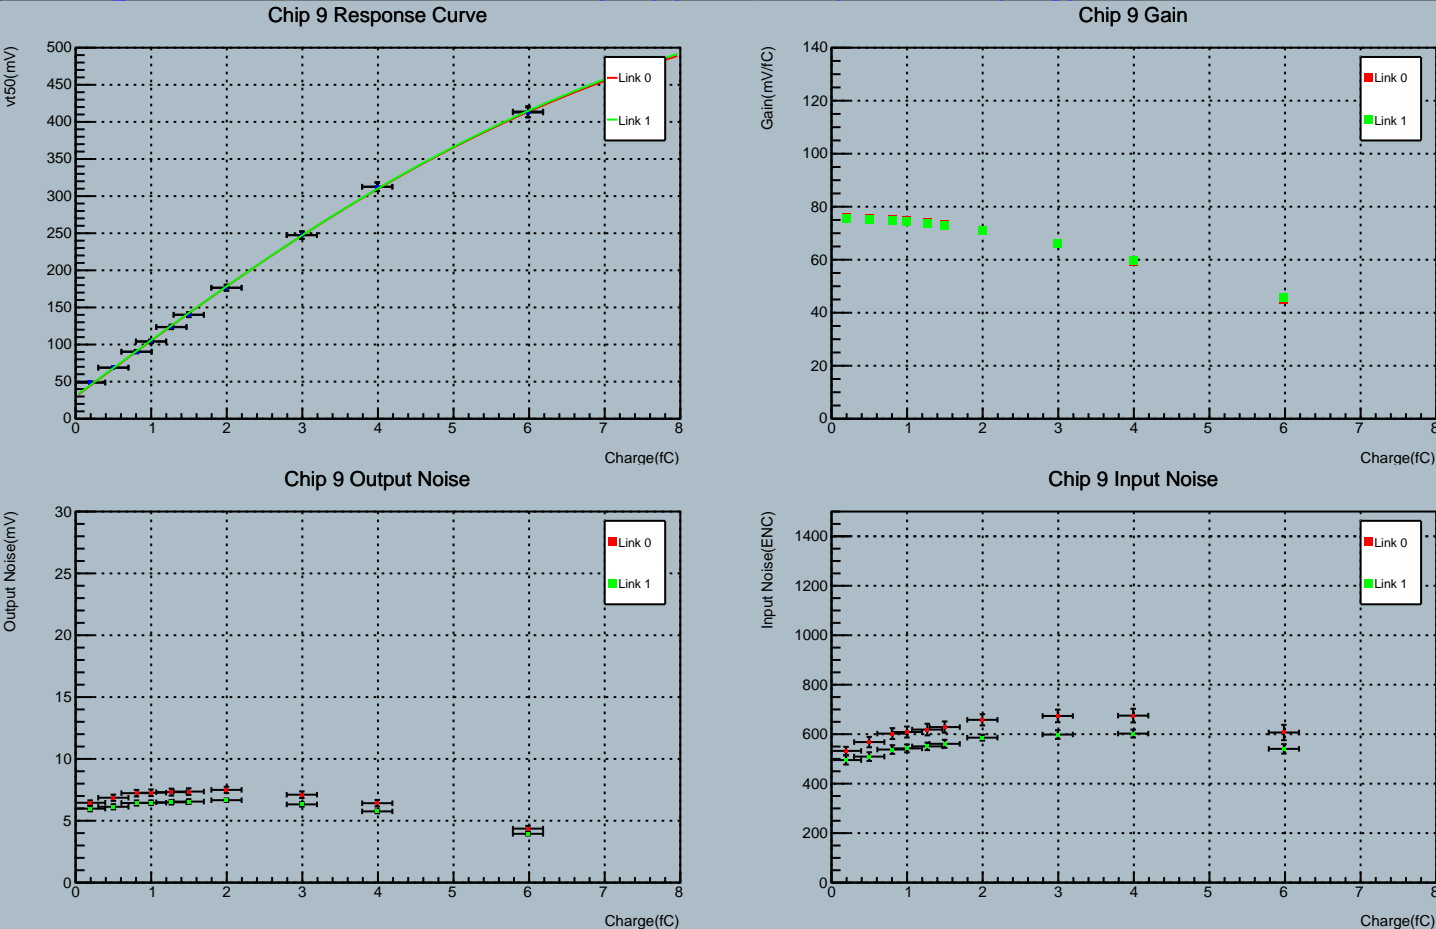 Chip 9 Response Curve
vt50(mV)
500
450
400
350
300
250
200
150
100
50
0
0 1 2 3 4 5 6 7 8
Charge(fC)
Link 0
Link 1
Chip 9 Gain
Gain(mV/fC)
140
120
100
80
60
40
20
0
0 1 2 3 4 5 6 7 8
Charge(fC)
Link 0
Link 1
Chip 9 Output Noise
Output Noise(mV)
30
25
20
15
10
5
0
0 1 2 3 4 5 6 7 8
Charge(fC)
Link 0
Link 1
Chip 9 Input Noise
Input Noise(ENC)
1400
1200
1000
800
600
400
200
0
0 1 2 3 4 5 6 7 8
Charge(fC)
Link 0
Link 1